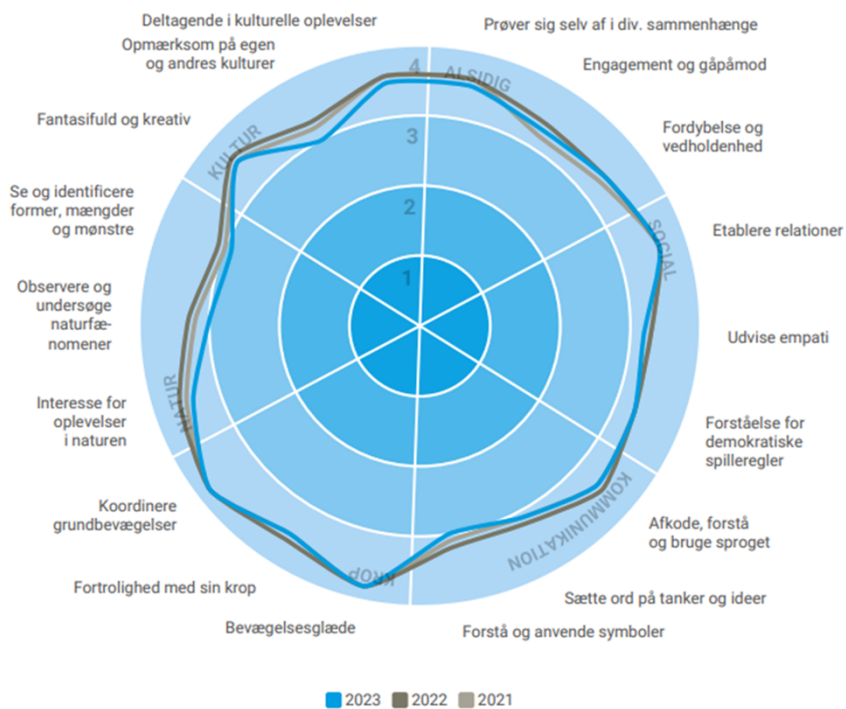 Deltagende i kulturelle oplevelser
Prøver sig selv af i div. sammenhænge
Opmærksom på egen
og andres kulturer
Engagement og gåpåmod
Fantasifuld og kreativ
Fordybelse og
vedholdenhed
Se og identificere
former, mængder
og mønstre
Etablere relationer
Observere og
undersøge
naturfæ-
nomener
Udvise empati
Interesse for
oplevelser
i naturen
Forståelse for
demokratiske
spilleregler
Koordinere
grundbevægelser
Afkode, forstå
og bruge sproget
Fortrolighed med sin krop
Sætte ord på tanker og ideer
Bevægelsesglæde
Forstå og anvende symboler
4
3
2
1
ALSIDIG
SOCIAL
KOMMUNIKATION
KROP
NATUR
KULTUR
2023
2022
2021